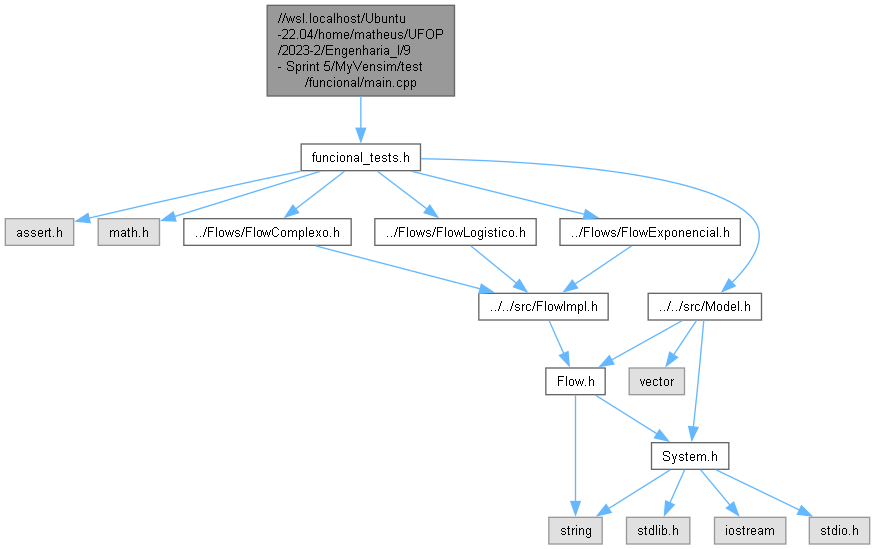 //wsl.localhost/Ubuntu
-22.04/home/matheus/UFOP
/2023-2/Engenharia_I/9
- Sprint 5/MyVensim/test
/funcional/main.cpp
funcional_tests.h
assert.h
math.h
../Flows/FlowComplexo.h
../Flows/FlowLogistico.h
../Flows/FlowExponencial.h
../../src/FlowImpl.h
../../src/Model.h
Flow.h
vector
System.h
string
stdlib.h
iostream
stdio.h